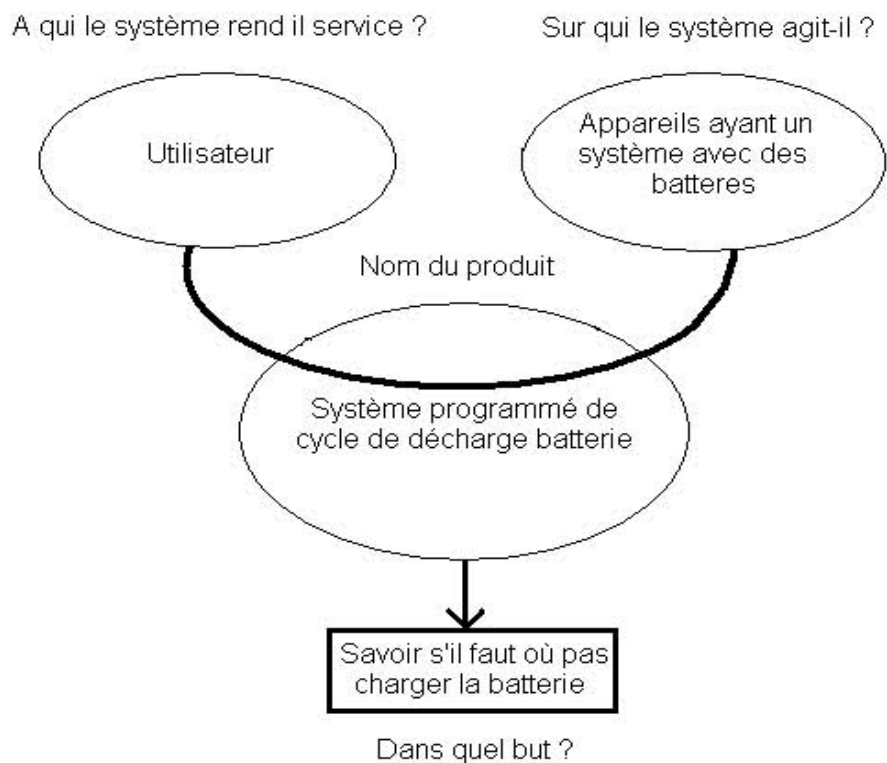 A qui le système rend il service ?
Sur qui le système agit-il ?
Utilisateur
Appareils ayant un
système avec des
batteres
Nom du produit
Système programmé de
cycle de décharge batterie
Savoir s'il faut où pas
charger la batterie
Dans quel but ?